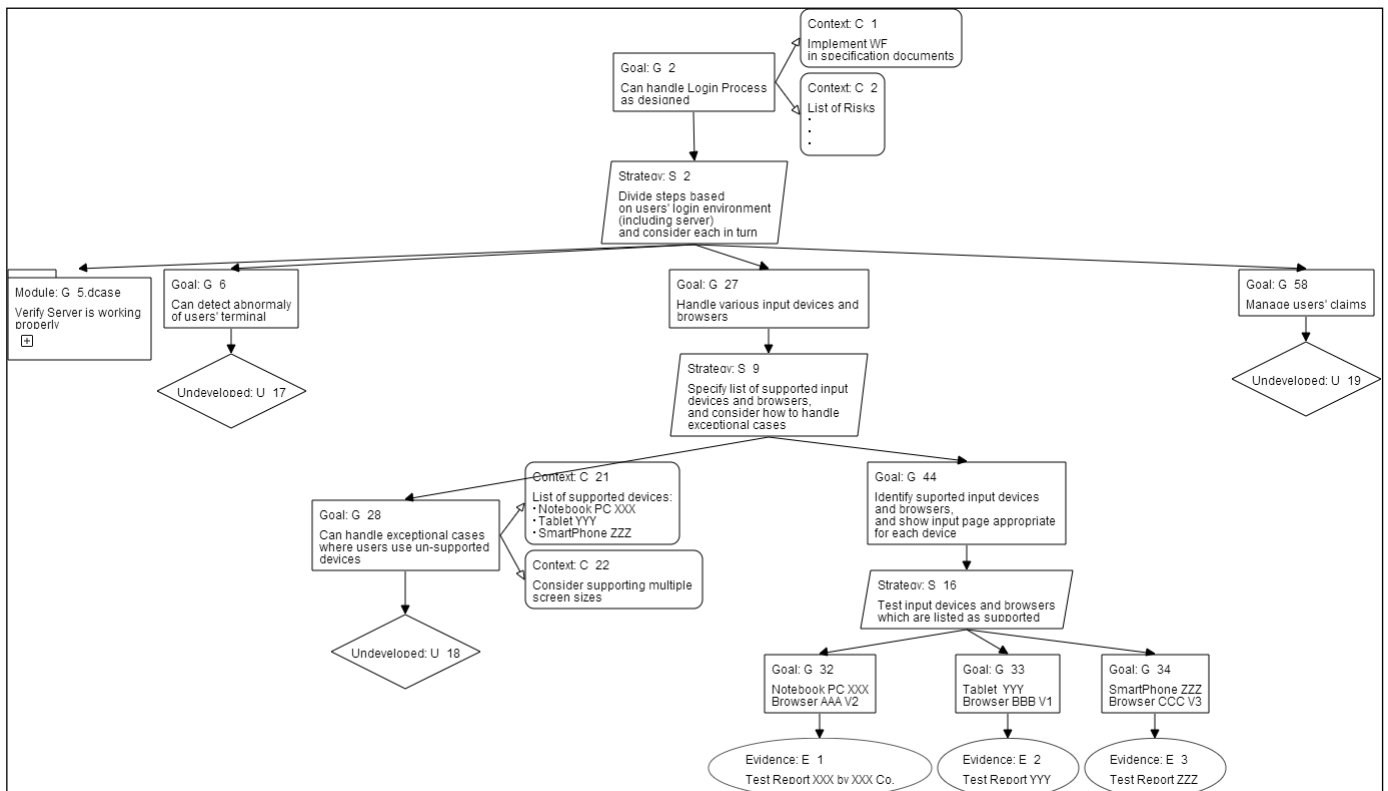 Context: C 1
Implement WF
in specification documents
Goal: G 2
Can handle Login Process
as designed
Context: C 2
List of Risks
・
・
・
Strategy: S 2
Divide steps based
on users' login environment
(including server)
and consider each in turn
Module: G 5.dcase
Verify Server is working
properly
Goal: G 6
Can detect abnormaly
of users' terminal
Goal: G 27
Handle various input devices and
browsers
Goal: G 58
Manage users' claims
Undeveloped: U 17
Strategy: S 9
Specify list of supported input
devices and browsers,
and consider how to handle
exceptional cases
Undeveloped: U 19
Context: C 21
List of supported devices:
・Notebook PC XXX
・Tablet YYY
・SmartPhone ZZZ
Goal: G 28
Can handle exceptional cases
where users use un-supported
devices
Context: C 22
Consider supporting multiple
screen sizes
Goal: G 44
Identify suported input devices
and browsers,
and show input page appropriate
for each device
Undeveloped: U 18
Strategy: S 16
Test input devices and browsers
which are listed as supported
Goal: G 32
Notebook PC XXX
Browser AAA V2
Goal: G 33
Tablet YYY
Browser BBB V1
Goal: G 34
SmartPhone ZZZ
Browser CCC V3
Evidence: E 1
Test Report XXX by XXX Co.
Evidence: E 2
Test Report YYY
Evidence: E 3
Test Report ZZZ